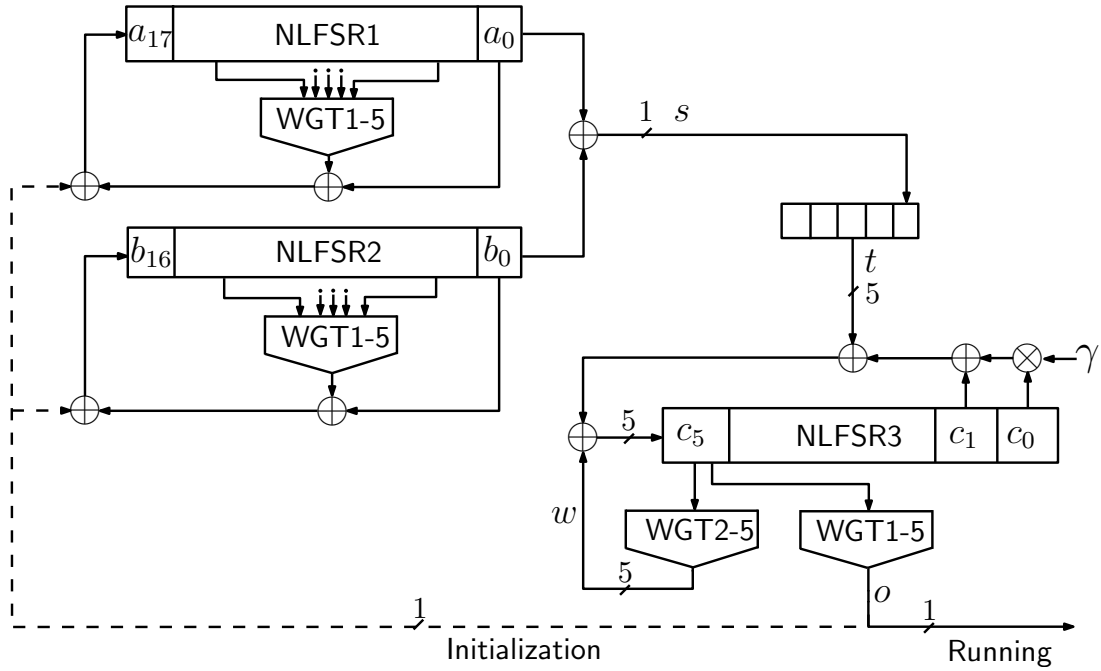 a₁₇ NLFSR1 a₀
WGT1-5
1 s
b₁₆ NLFSR2 b₀
WGT1-5
t
5
γ
5 c₅ NLFSR3 c₁ c₀
w WGT2-5 WGT1-5
5 o
1 1
Initialization Running